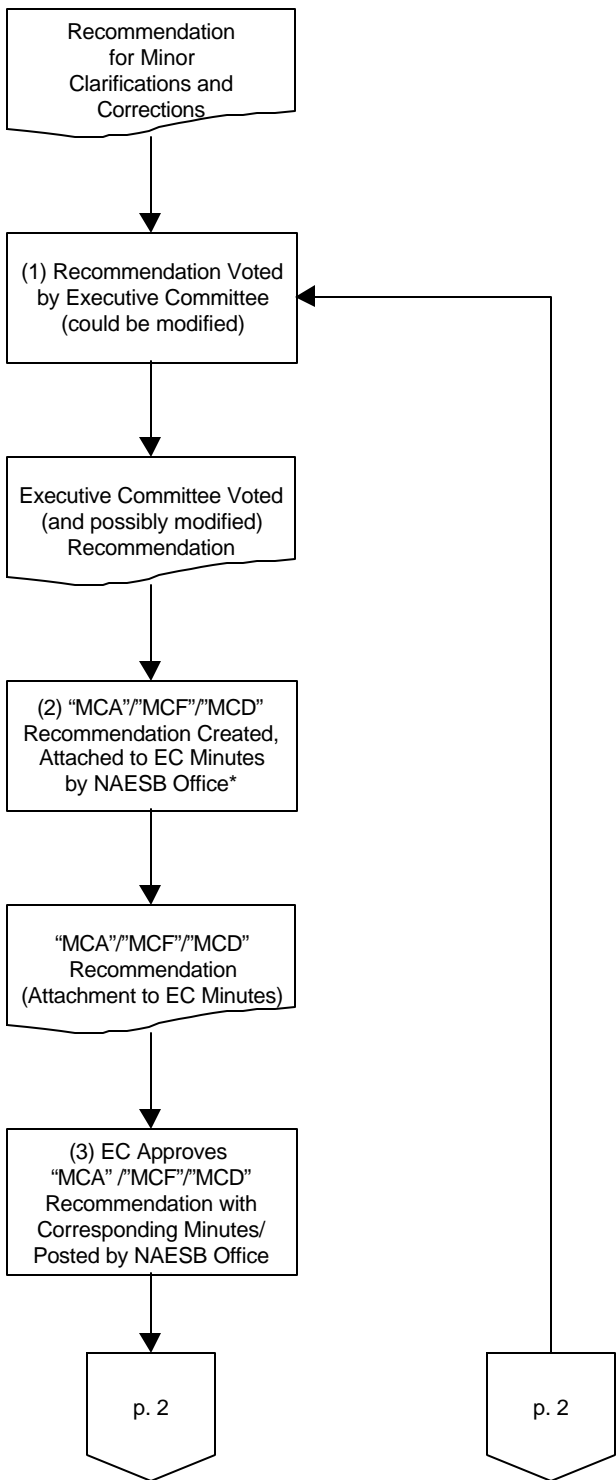 Recommendation
for Minor
Clarifications and
Corrections
(1) Recommendation Voted
by Executive Committee
(could be modified)
Executive Committee Voted
(and possibly modified)
Recommendation
(2) “MCA”/”MCF”/”MCD”
Recommendation Created,
Attached to EC Minutes
by NAESB Office*
“MCA”/”MCF”/”MCD”
Recommendation
(Attachment to EC Minutes)
(3) EC Approves
“MCA” /”MCF”/”MCD”
Recommendation with
Corresponding Minutes/
Posted by NAESB Office
p. 2
p. 2